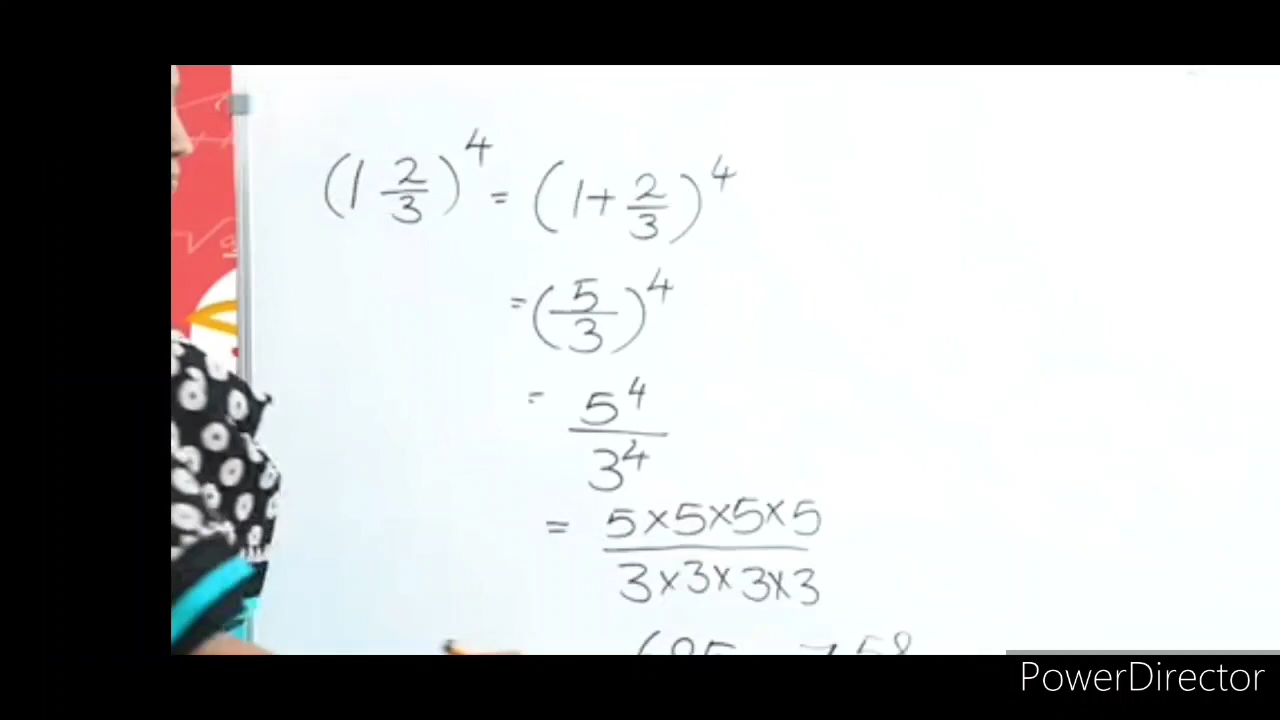 (1 2/3)^4 = (1 + 2/3)^4
= (5/3)^4
= 5^4/3^4
= 5×5×5×5/3×3×3×3
PowerDirector